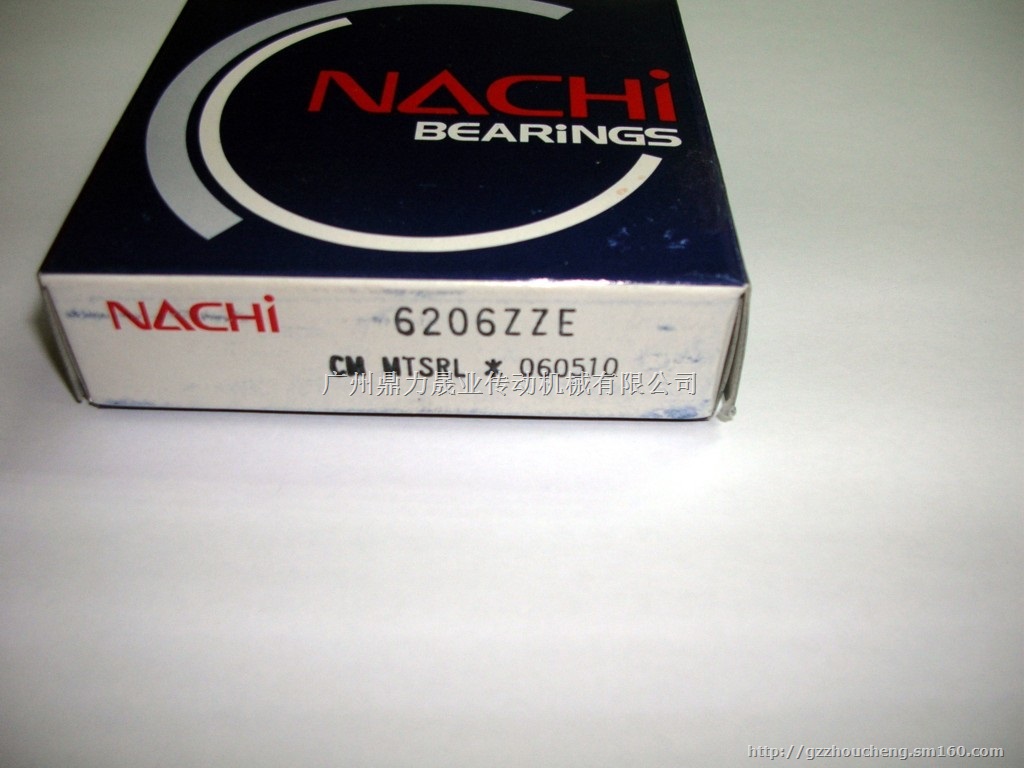 NACHi
BEARiNGS
NACHi
6206ZZE
CM MTSRL * 060510
广州鼎力晟业传动机械有限公司
http://gzzhoucheng.sm160.com/